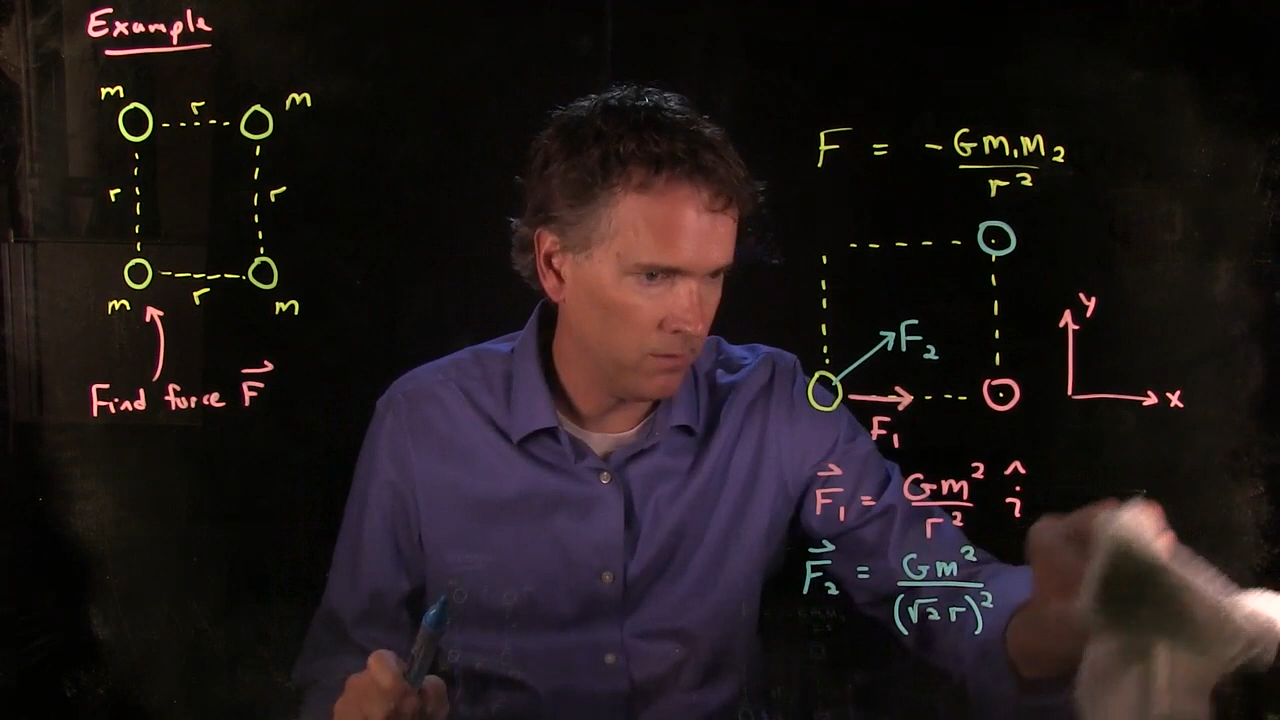 Example
m r m
r r
r
m m
Find force F⃗
F = - Gm₁m₂ / r²
y
x
F₂
F₁
F⃗₁ = Gm² / r² î
F⃗₂ = Gm² / (√2 r)²